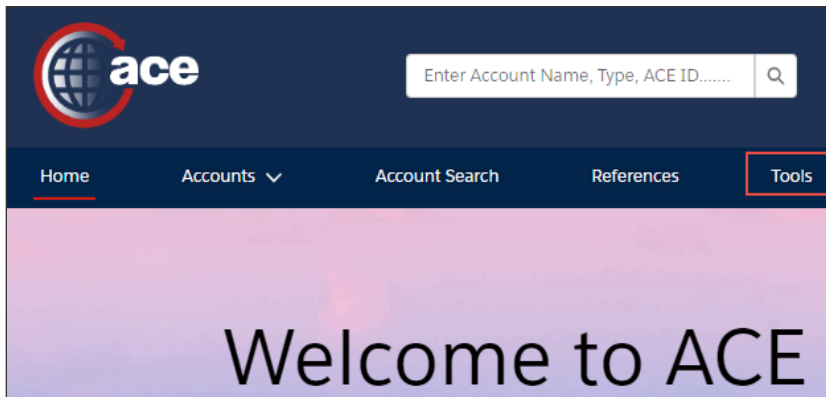 ace
Enter Account Name, Type, ACE ID.......
Home Accounts Account Search References Tools
Welcome to ACE